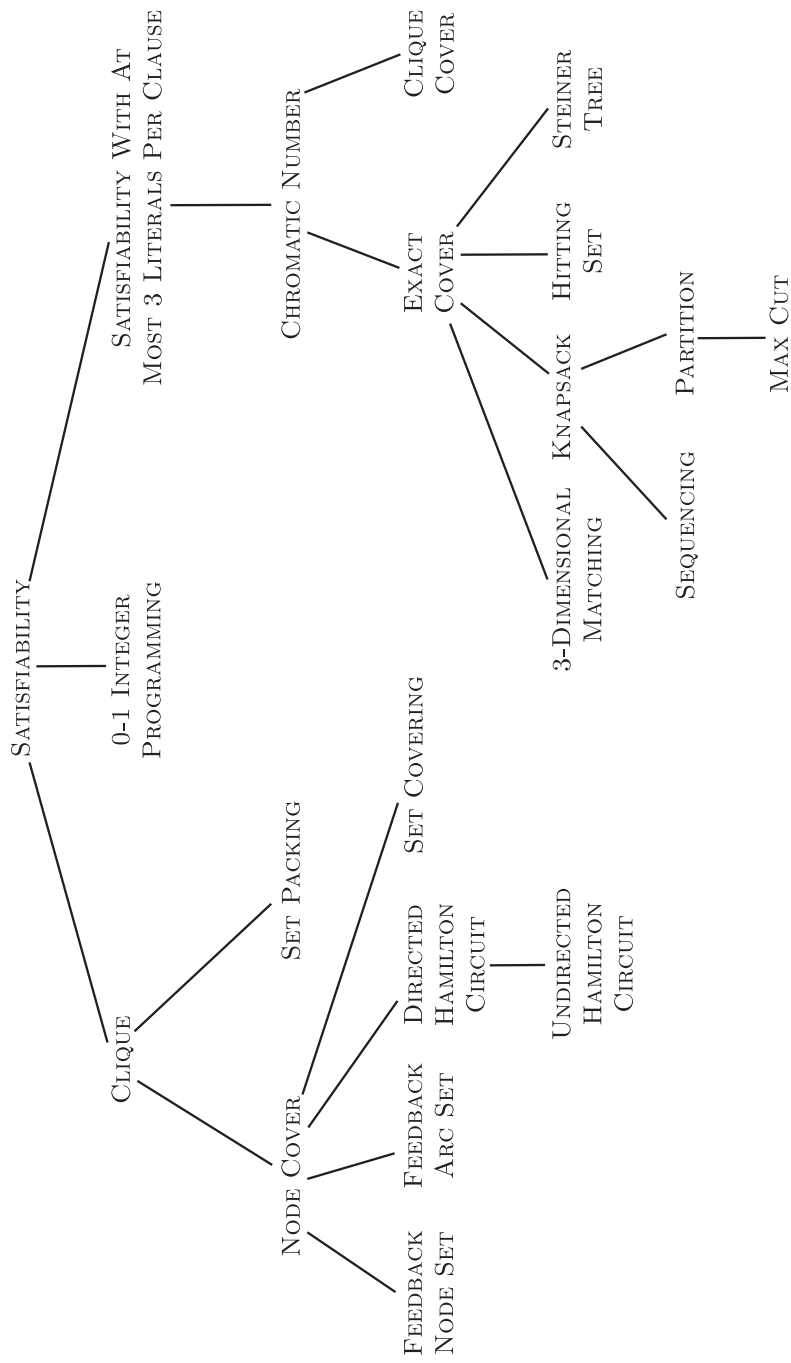 SATISFIABILITY
CLIQUE
0-1 INTEGER
PROGRAMMING
SATISFIABILITY WITH AT
MOST 3 LITERALS PER CLAUSE
NODE COVER
SET PACKING
CHROMATIC NUMBER
FEEDBACK
NODE SET
FEEDBACK
ARC SET
DIRECTED
HAMILTON
CIRCUIT
SET COVERING
EXACT
COVER
CLIQUE
COVER
UNDIRECTED
HAMILTON
CIRCUIT
3-DIMENSIONAL
MATCHING
KNAPSACK
HITTING
SET
STEINER
TREE
SEQUENCING
PARTITION
MAX CUT